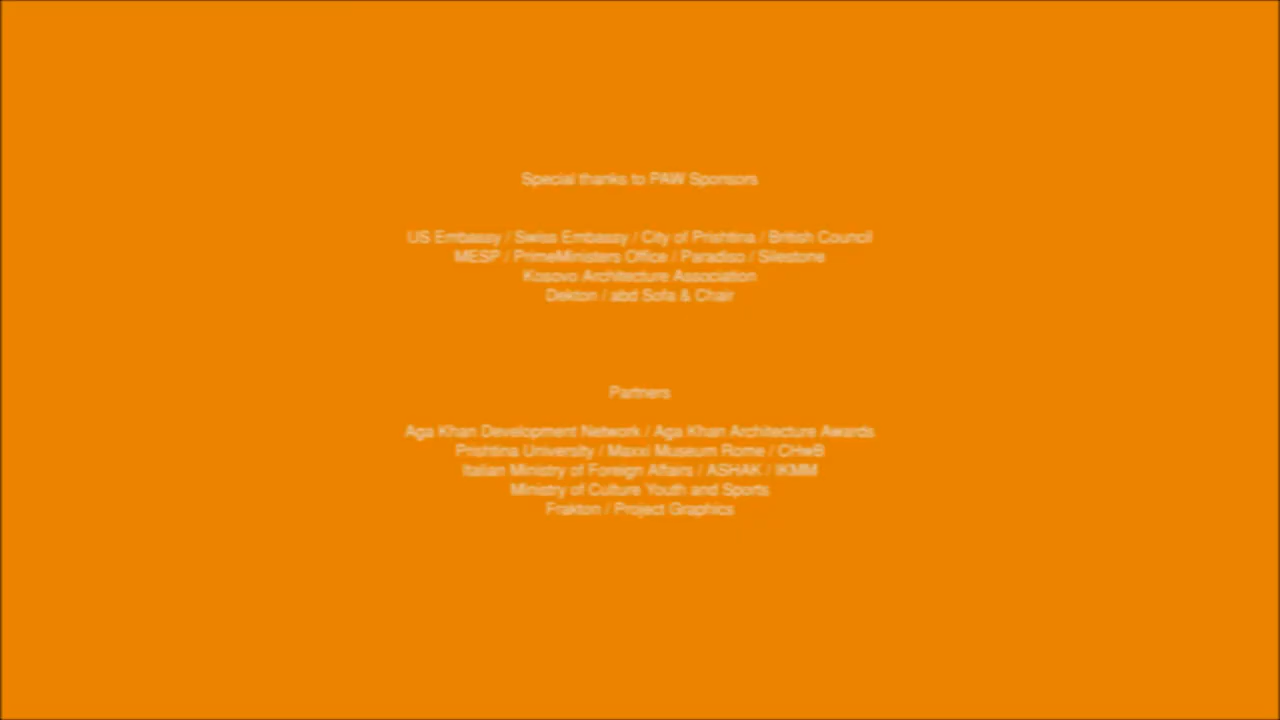 Special thanks to PAW Sponsors
US Embassy / Swiss Embassy / City of Prishtina / British Council
MESP / PrimeMinisters Office / Paradiso / Silestone
Kosovo Architecture Association
Dekton / abd Sofa & Chair
Partners
Aga Khan Development Network / Aga Khan Architecture Awards
Prishtina University / Maxxi Museum Rome / CHwB
Italian Ministry of Foreign Affairs / ASHAK / IKMM
Ministry of Culture Youth and Sports
Frakton / Project Graphics